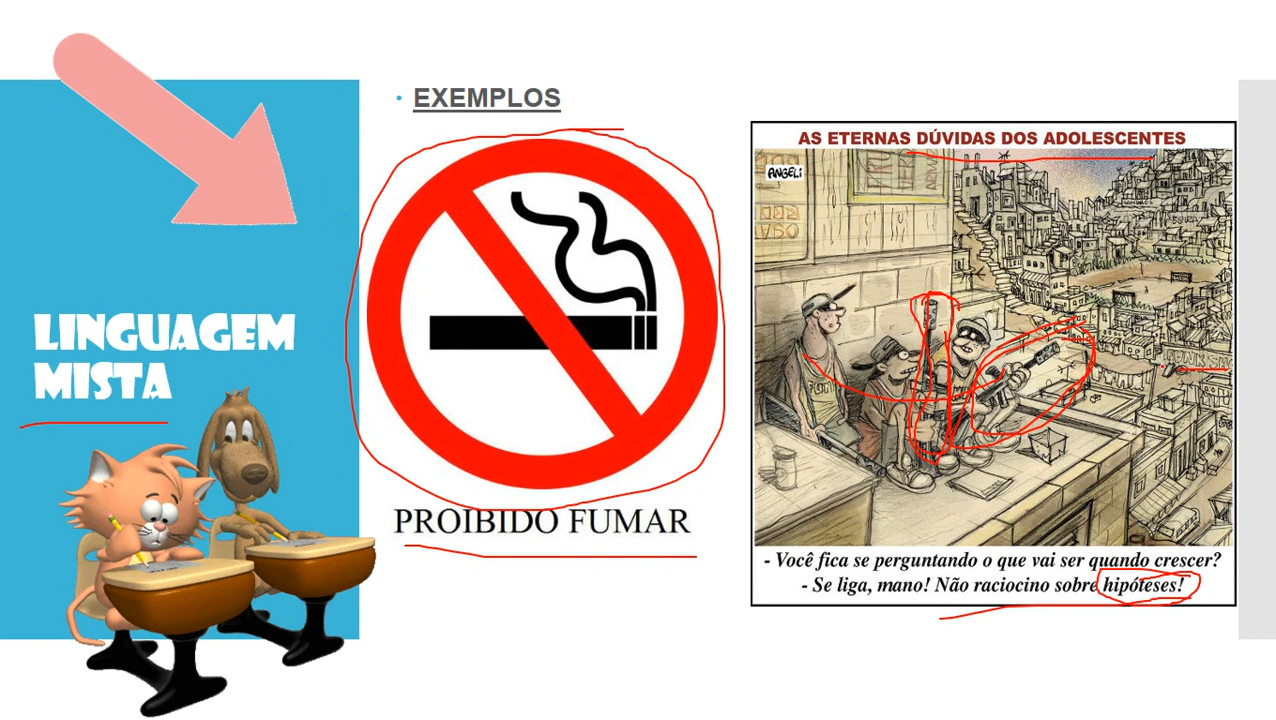 LINGUAGEM
MISTA
• EXEMPLOS
PROIBIDO FUMAR
AS ETERNAS DÚVIDAS DOS ADOLESCENTES
ANGELI
FUNK
- Você fica se perguntando o que vai ser quando crescer?
- Se liga, mano! Não raciocino sobre hipóteses!